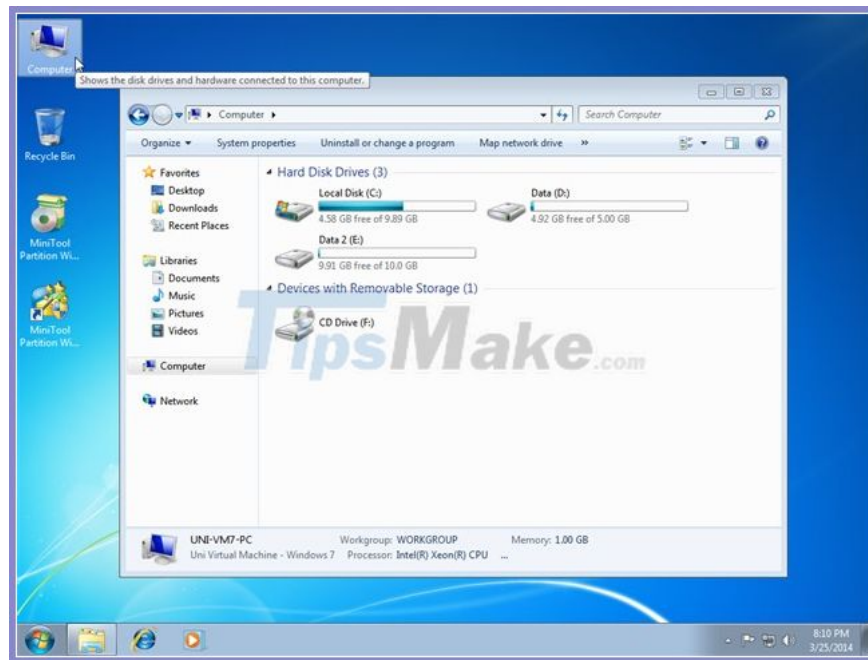 Computer
Shows the disk drives and hardware connected to this computer.
Recycle Bin
MiniTool
Partition Wi...
MiniTool
Partition Wi...
Computer
Search Computer
Organize
System properties
Uninstall or change a program
Map network drive
»
Favorites
Desktop
Downloads
Recent Places
Libraries
Documents
Music
Pictures
Videos
Computer
Network
Hard Disk Drives (3)
Local Disk (C:)
4.58 GB free of 9.89 GB
Data (D:)
4.92 GB free of 5.00 GB
Data 2 (E:)
9.91 GB free of 10.0 GB
Devices with Removable Storage (1)
CD Drive (F:)
TipsMake.com
UNI-VM7-PC
Workgroup: WORKGROUP
Memory: 1.00 GB
Uni Virtual Machine - Windows 7
Processor: Intel(R) Xeon(R) CPU ...
8:10 PM
3/25/2014